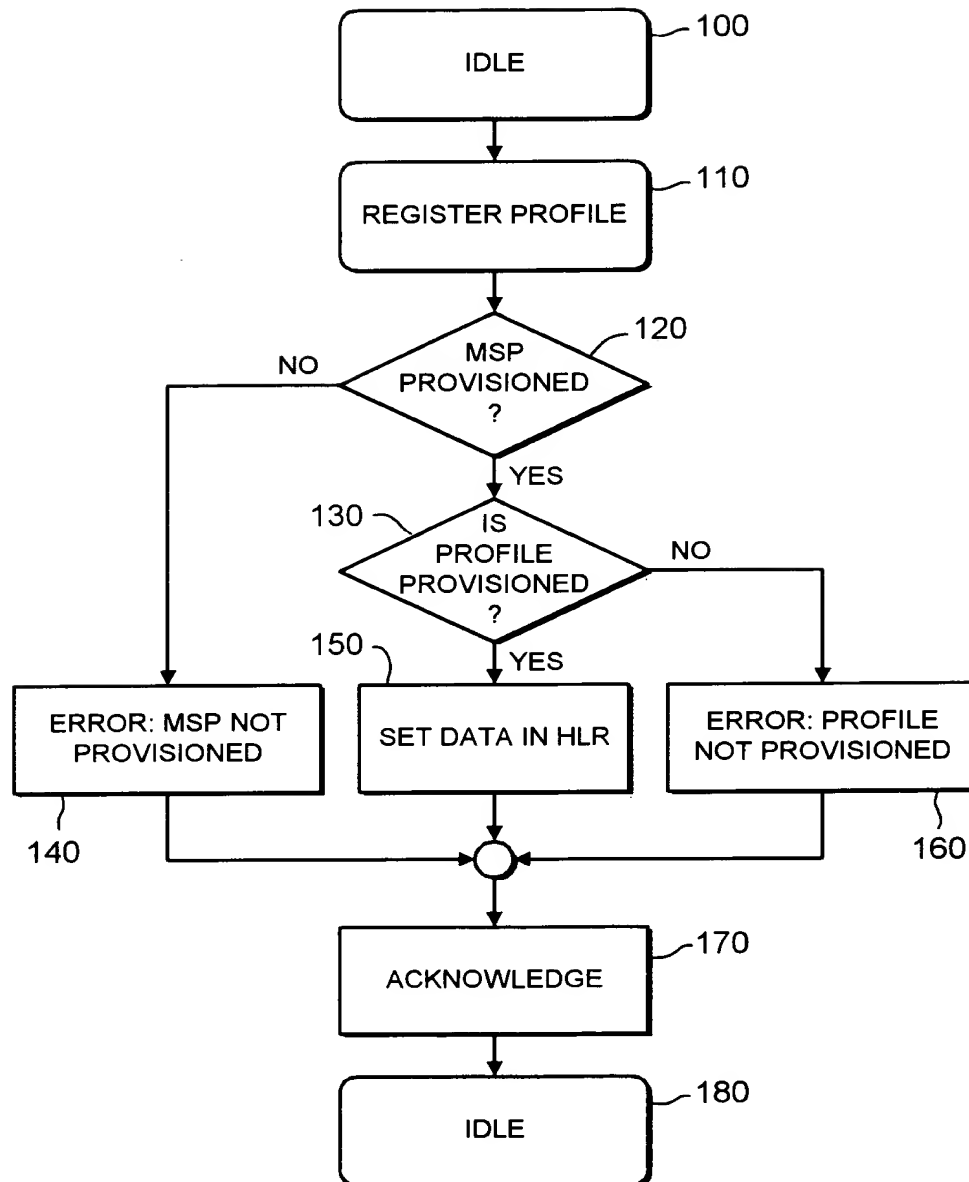 100
IDLE
110
REGISTER PROFILE
120
NO
MSP
PROVISIONED
?
YES
130
IS
PROFILE
PROVISIONED
?
NO
150
YES
ERROR: MSP NOT
PROVISIONED
SET DATA IN HLR
ERROR: PROFILE
NOT PROVISIONED
140
160
170
ACKNOWLEDGE
180
IDLE